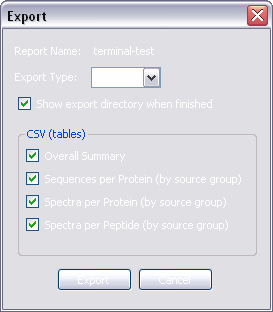 Export
Report Name: terminal-test
Export Type:
Show export directory when finished
CSV (tables)
Overall Summary
Sequences per Protein (by source group)
Spectra per Protein (by source group)
Spectra per Peptide (by source group)
Export Cancel